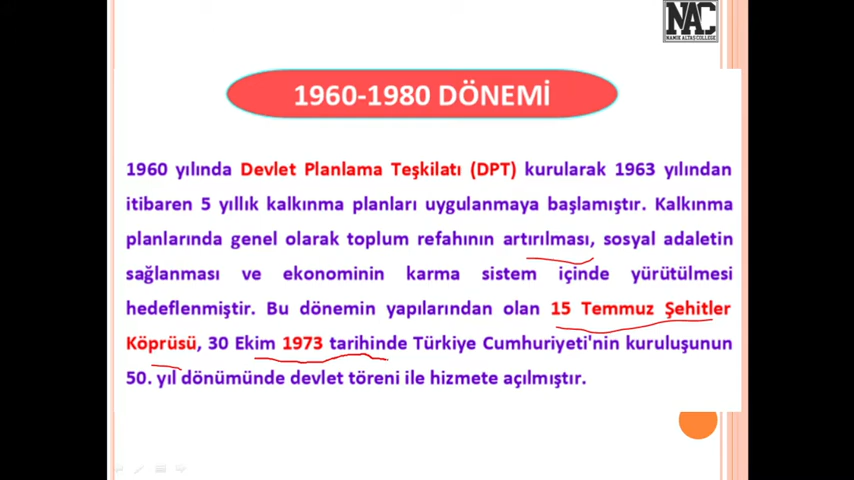 NAC
NAMIK ALTAS COLLEGE
1960-1980 DÖNEMİ
1960 yılında Devlet Planlama Teşkilatı (DPT) kurularak 1963 yılından
itibaren 5 yıllık kalkınma planları uygulanmaya başlamıştır. Kalkınma
planlarında genel olarak toplum refahının artırılması, sosyal adaletin
sağlanması ve ekonominin karma sistem içinde yürütülmesi
hedeflenmiştir. Bu dönemin yapılarından olan 15 Temmuz Şehitler
Köprüsü, 30 Ekim 1973 tarihinde Türkiye Cumhuriyeti'nin kuruluşunun
50. yıl dönümünde devlet töreni ile hizmete açılmıştır.